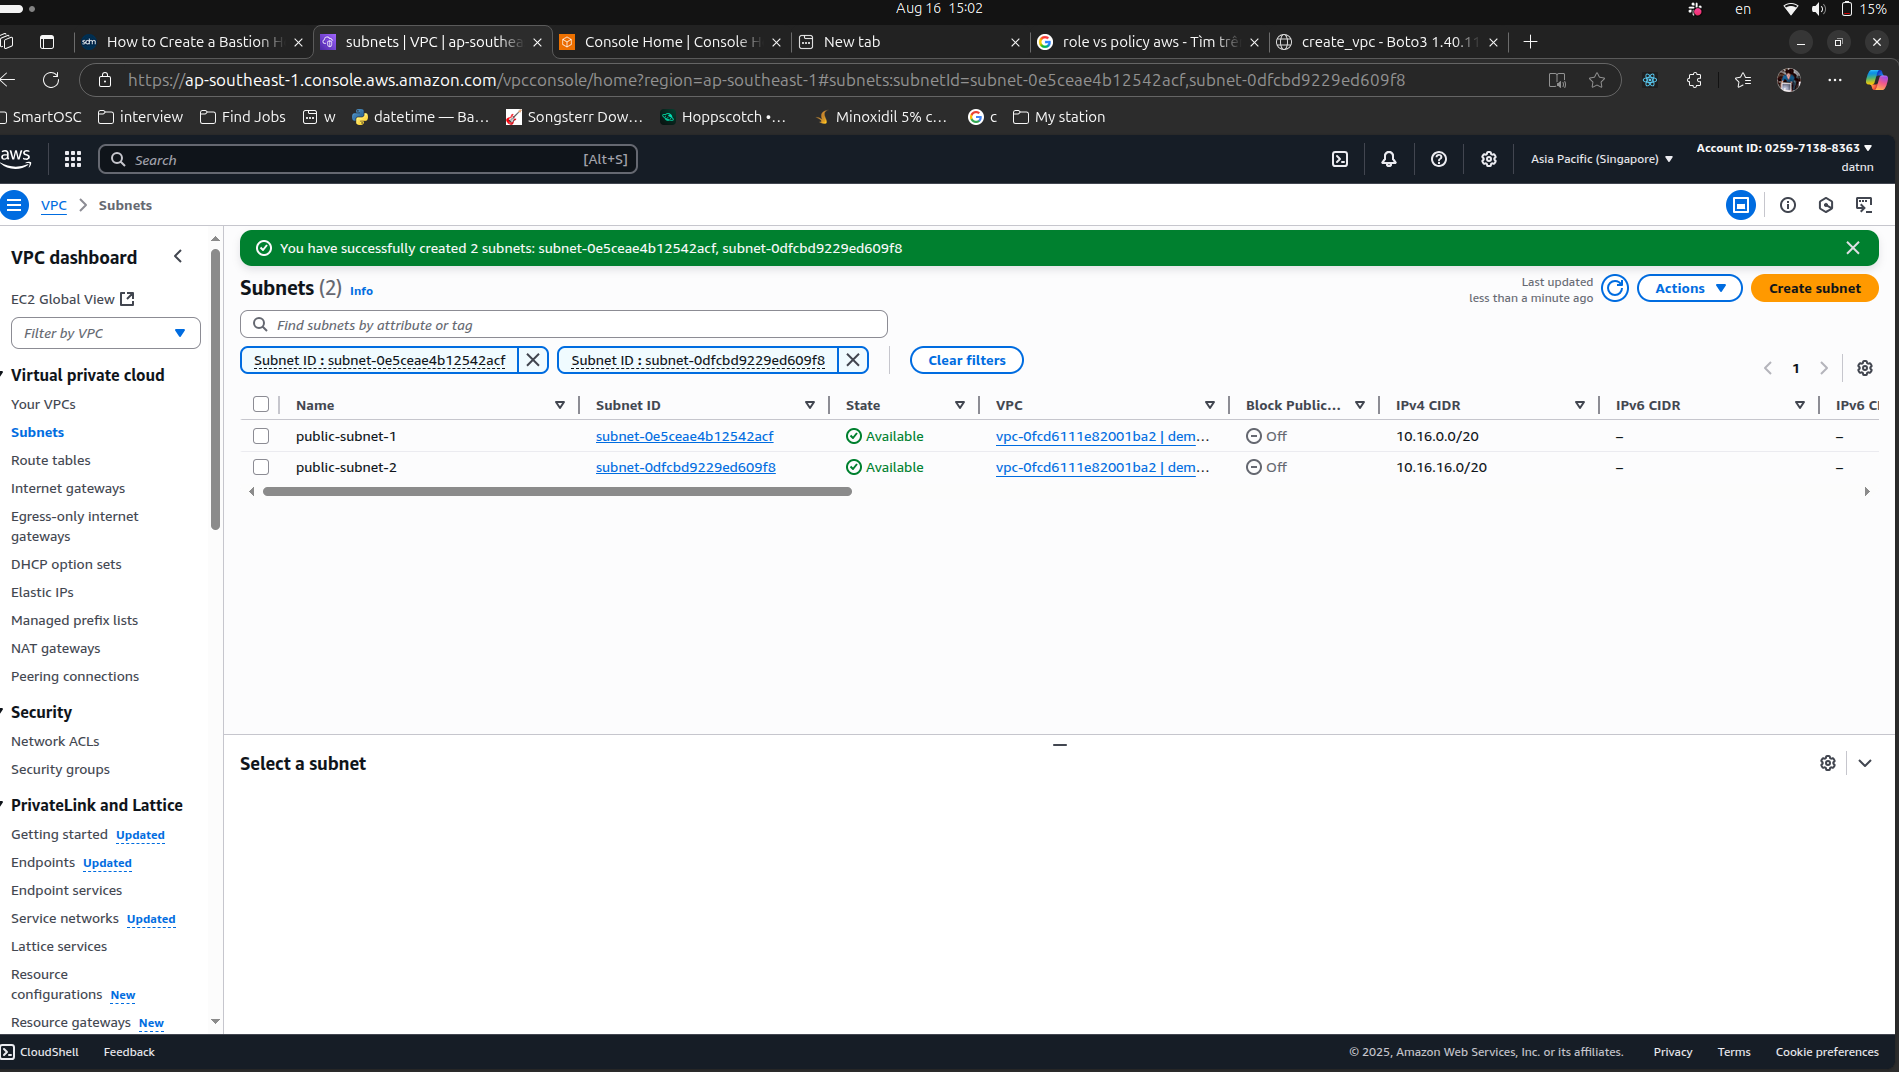 Aug 16 15:02
en
15%
How to Create a Bastion H
subnets | VPC | ap-southea
Console Home | Console H
New tab
role vs policy aws - Tìm trê
create_vpc - Boto3 1.40.11
https://ap-southeast-1.console.aws.amazon.com/vpcconsole/home?region=ap-southeast-1#subnets:subnetId=subnet-0e5ceae4b12542acf,subnet-0dfcbd9229ed609f8
SmartOSC
interview
Find Jobs
w
datetime — Ba...
Songsterr Dow...
Hoppscotch •...
Minoxidil 5% c...
c
My station
aws
Search
[Alt+S]
Asia Pacific (Singapore)
Account ID: 0259-7138-8363
datnn
VPC
Subnets
VPC dashboard
EC2 Global View
Filter by VPC
Virtual private cloud
Your VPCs
Subnets
Route tables
Internet gateways
Egress-only internet
gateways
DHCP option sets
Elastic IPs
Managed prefix lists
NAT gateways
Peering connections
Security
Network ACLs
Security groups
PrivateLink and Lattice
Getting started Updated
Endpoints Updated
Endpoint services
Service networks Updated
Lattice services
Resource
configurations New
Resource gateways New
You have successfully created 2 subnets: subnet-0e5ceae4b12542acf, subnet-0dfcbd9229ed609f8
Subnets (2) Info
Last updated
less than a minute ago
Actions
Create subnet
Find subnets by attribute or tag
Subnet ID : subnet-0e5ceae4b12542acf
Subnet ID : subnet-0dfcbd9229ed609f8
Clear filters
1
Name Subnet ID State VPC Block Public... IPv4 CIDR IPv6 CIDR IPv6 CI
public-subnet-1 subnet-0e5ceae4b12542acf Available vpc-0fcd6111e82001ba2 | dem... Off 10.16.0.0/20 – –
public-subnet-2 subnet-0dfcbd9229ed609f8 Available vpc-0fcd6111e82001ba2 | dem... Off 10.16.16.0/20 – –
Select a subnet
CloudShell
Feedback
© 2025, Amazon Web Services, Inc. or its affiliates.
Privacy
Terms
Cookie preferences